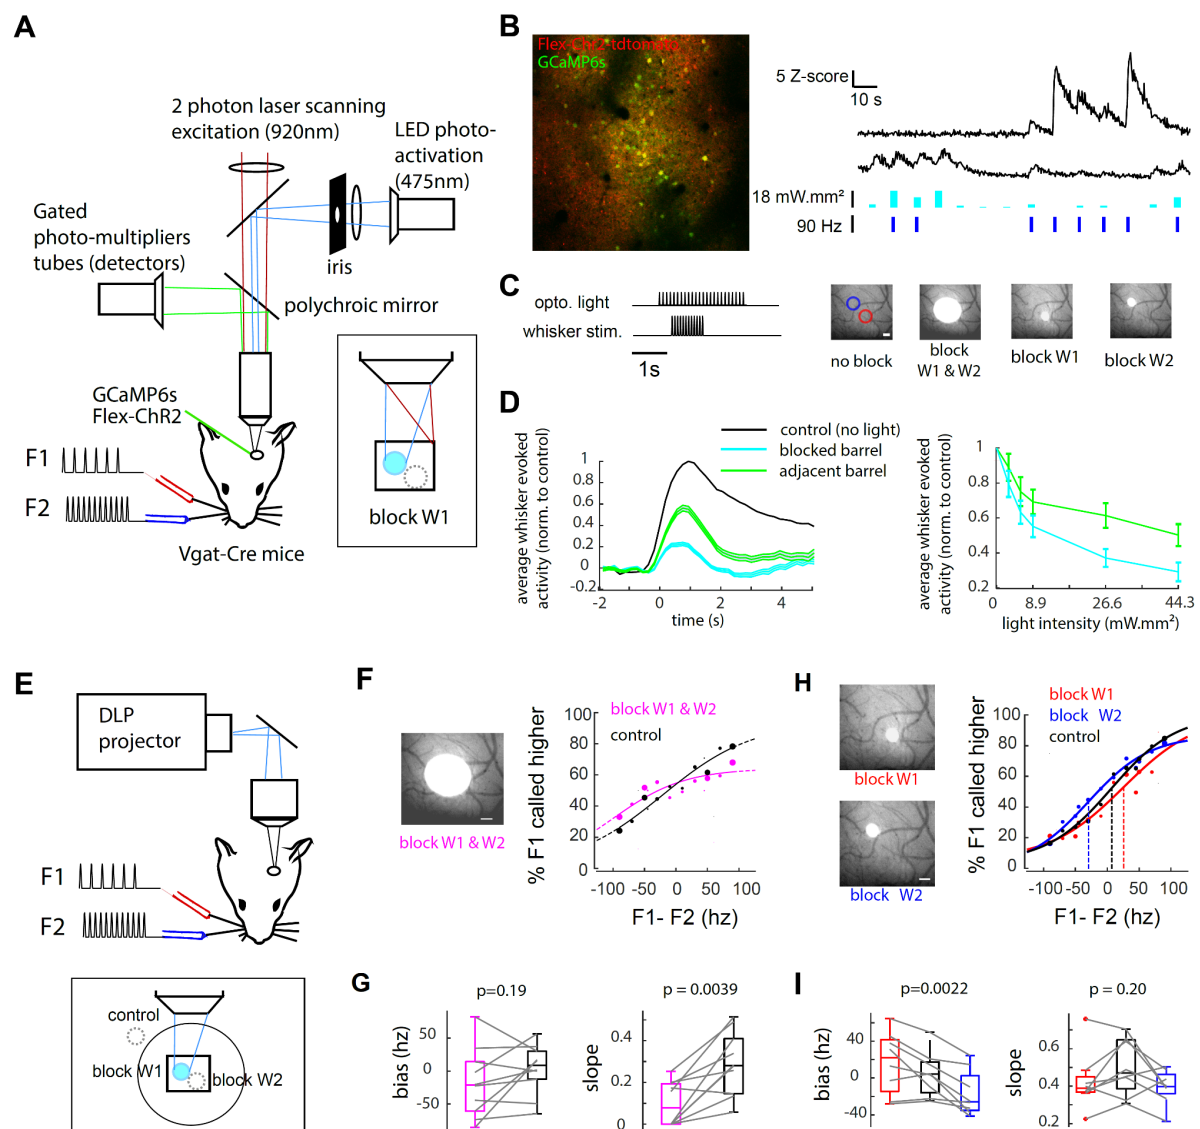 A
2 photon laser scanning
excitation (920nm)
LED photo-
activation
(475nm)
Gated
photo-multipliers
tubes (detectors)
iris
polychroic mirror
GCaMP6s
Flex-ChR2
F1
F2
Vgat-Cre mice
block W1
B
Flex-Chr2-tdtomato
GCaMP6s
5 Z-score
10 s
18 mW.mm²
90 Hz
C
opto. light
whisker stim.
1s
no block
block
W1 & W2
block W1
block W2
D
control (no light)
blocked barrel
adjacent barrel
average whisker evoked
activity (norm. to control)
1
0.8
0.6
0.4
0.2
0
-0.2
-2
0
2
4
time (s)
average whisker evoked
activity (norm. to control)
1
0.8
0.6
0.4
0.2
0
8.9
26.6
44.3
light intensity (mW.mm²)
E
DLP
projector
F1
F2
control
block W1
block W2
F
block W1 & W2
block W1 & W2
control
% F1 called higher
100
80
60
40
20
0
-100
-50
0
50
100
F1- F2 (hz)
G
p=0.19
bias (hz)
50
0
-50
p = 0.0039
slope
0.4
0.2
0
H
block W1
block W2
block W1
block W2
control
% F1 called higher
100
80
60
40
20
0
-100
-50
0
50
100
F1- F2 (hz)
I
p=0.0022
bias (hz)
40
0
-40
p = 0.20
slope
0.6
0.4
0.2